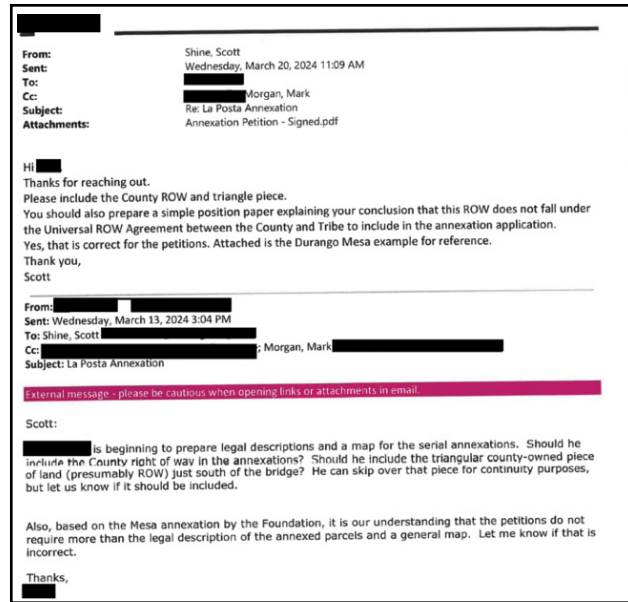 From: Shine, Scott
Sent: Wednesday, March 20, 2024 11:09 AM
To:
Cc: Morgan, Mark
Subject: Re: La Posta Annexation
Attachments: Annexation Petition - Signed.pdf
Hi
Thanks for reaching out.
Please include the County ROW and triangle piece.
You should also prepare a simple position paper explaining your conclusion that this ROW does not fall under
the Universal ROW Agreement between the County and Tribe to include in the annexation application.
Yes, that is correct for the petitions. Attached is the Durango Mesa example for reference.
Thank you,
Scott
From:
Sent: Wednesday, March 13, 2024 3:04 PM
To: Shine, Scott
Cc: ; Morgan, Mark
Subject: La Posta Annexation
External message - please be cautious when opening links or attachments in email.
Scott:
is beginning to prepare legal descriptions and a map for the serial annexations. Should he
include the County right of way in the annexations? Should he include the triangular county-owned piece
of land (presumably ROW) just south of the bridge? He can skip over that piece for continuity purposes,
but let us know if it should be included.
Also, based on the Mesa annexation by the Foundation, it is our understanding that the petitions do not
require more than the legal description of the annexed parcels and a general map. Let me know if that is
incorrect.
Thanks,